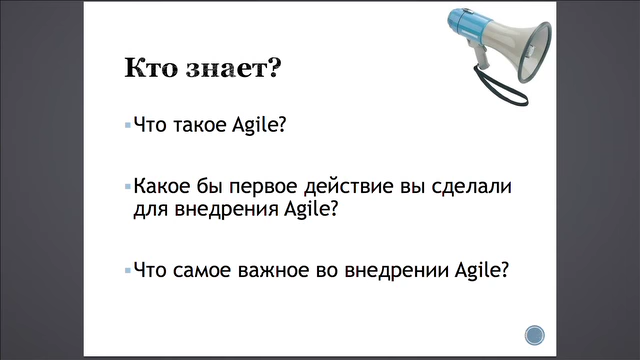 Кто знает?
Что такое Agile?
Какое бы первое действие вы сделали
для внедрения Agile?
Что самое важное во внедрении Agile?